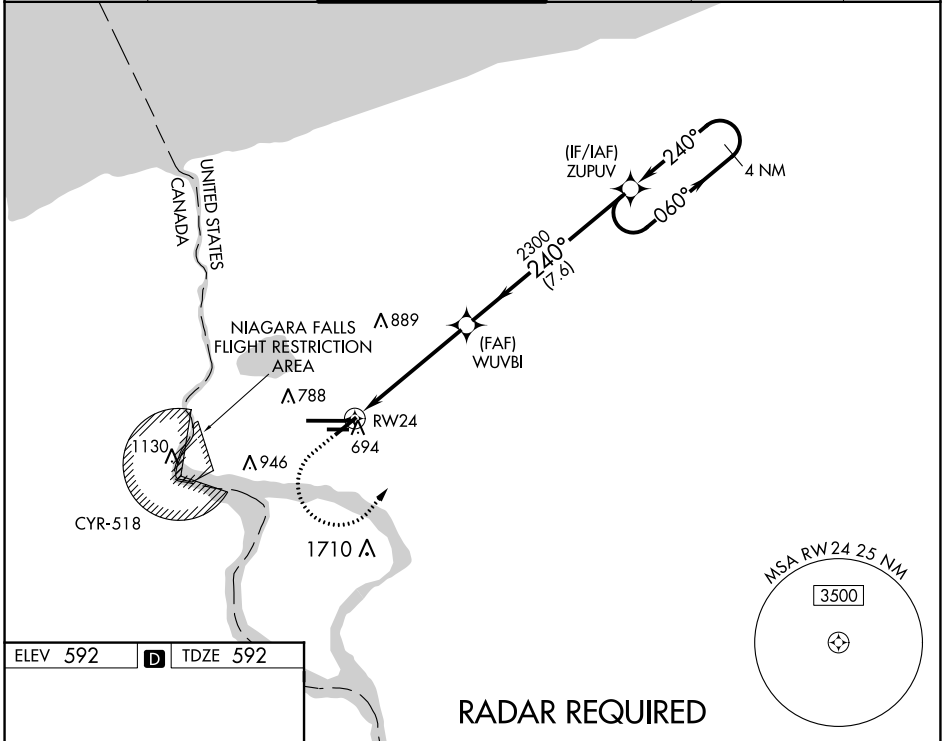 (IF/IAF)
ZUPUV
240°
060°
4 NM
2300
240°
(7.6)
UNITED STATES
CANADA
889
NIAGARA FALLS
FLIGHT RESTRICTION
AREA
(FAF)
WUVBI
788
RW24
694
1130
946
CYR-518
1710
MSA RW24 25 NM
3500
ELEV 592 D TDZE 592
RADAR REQUIRED